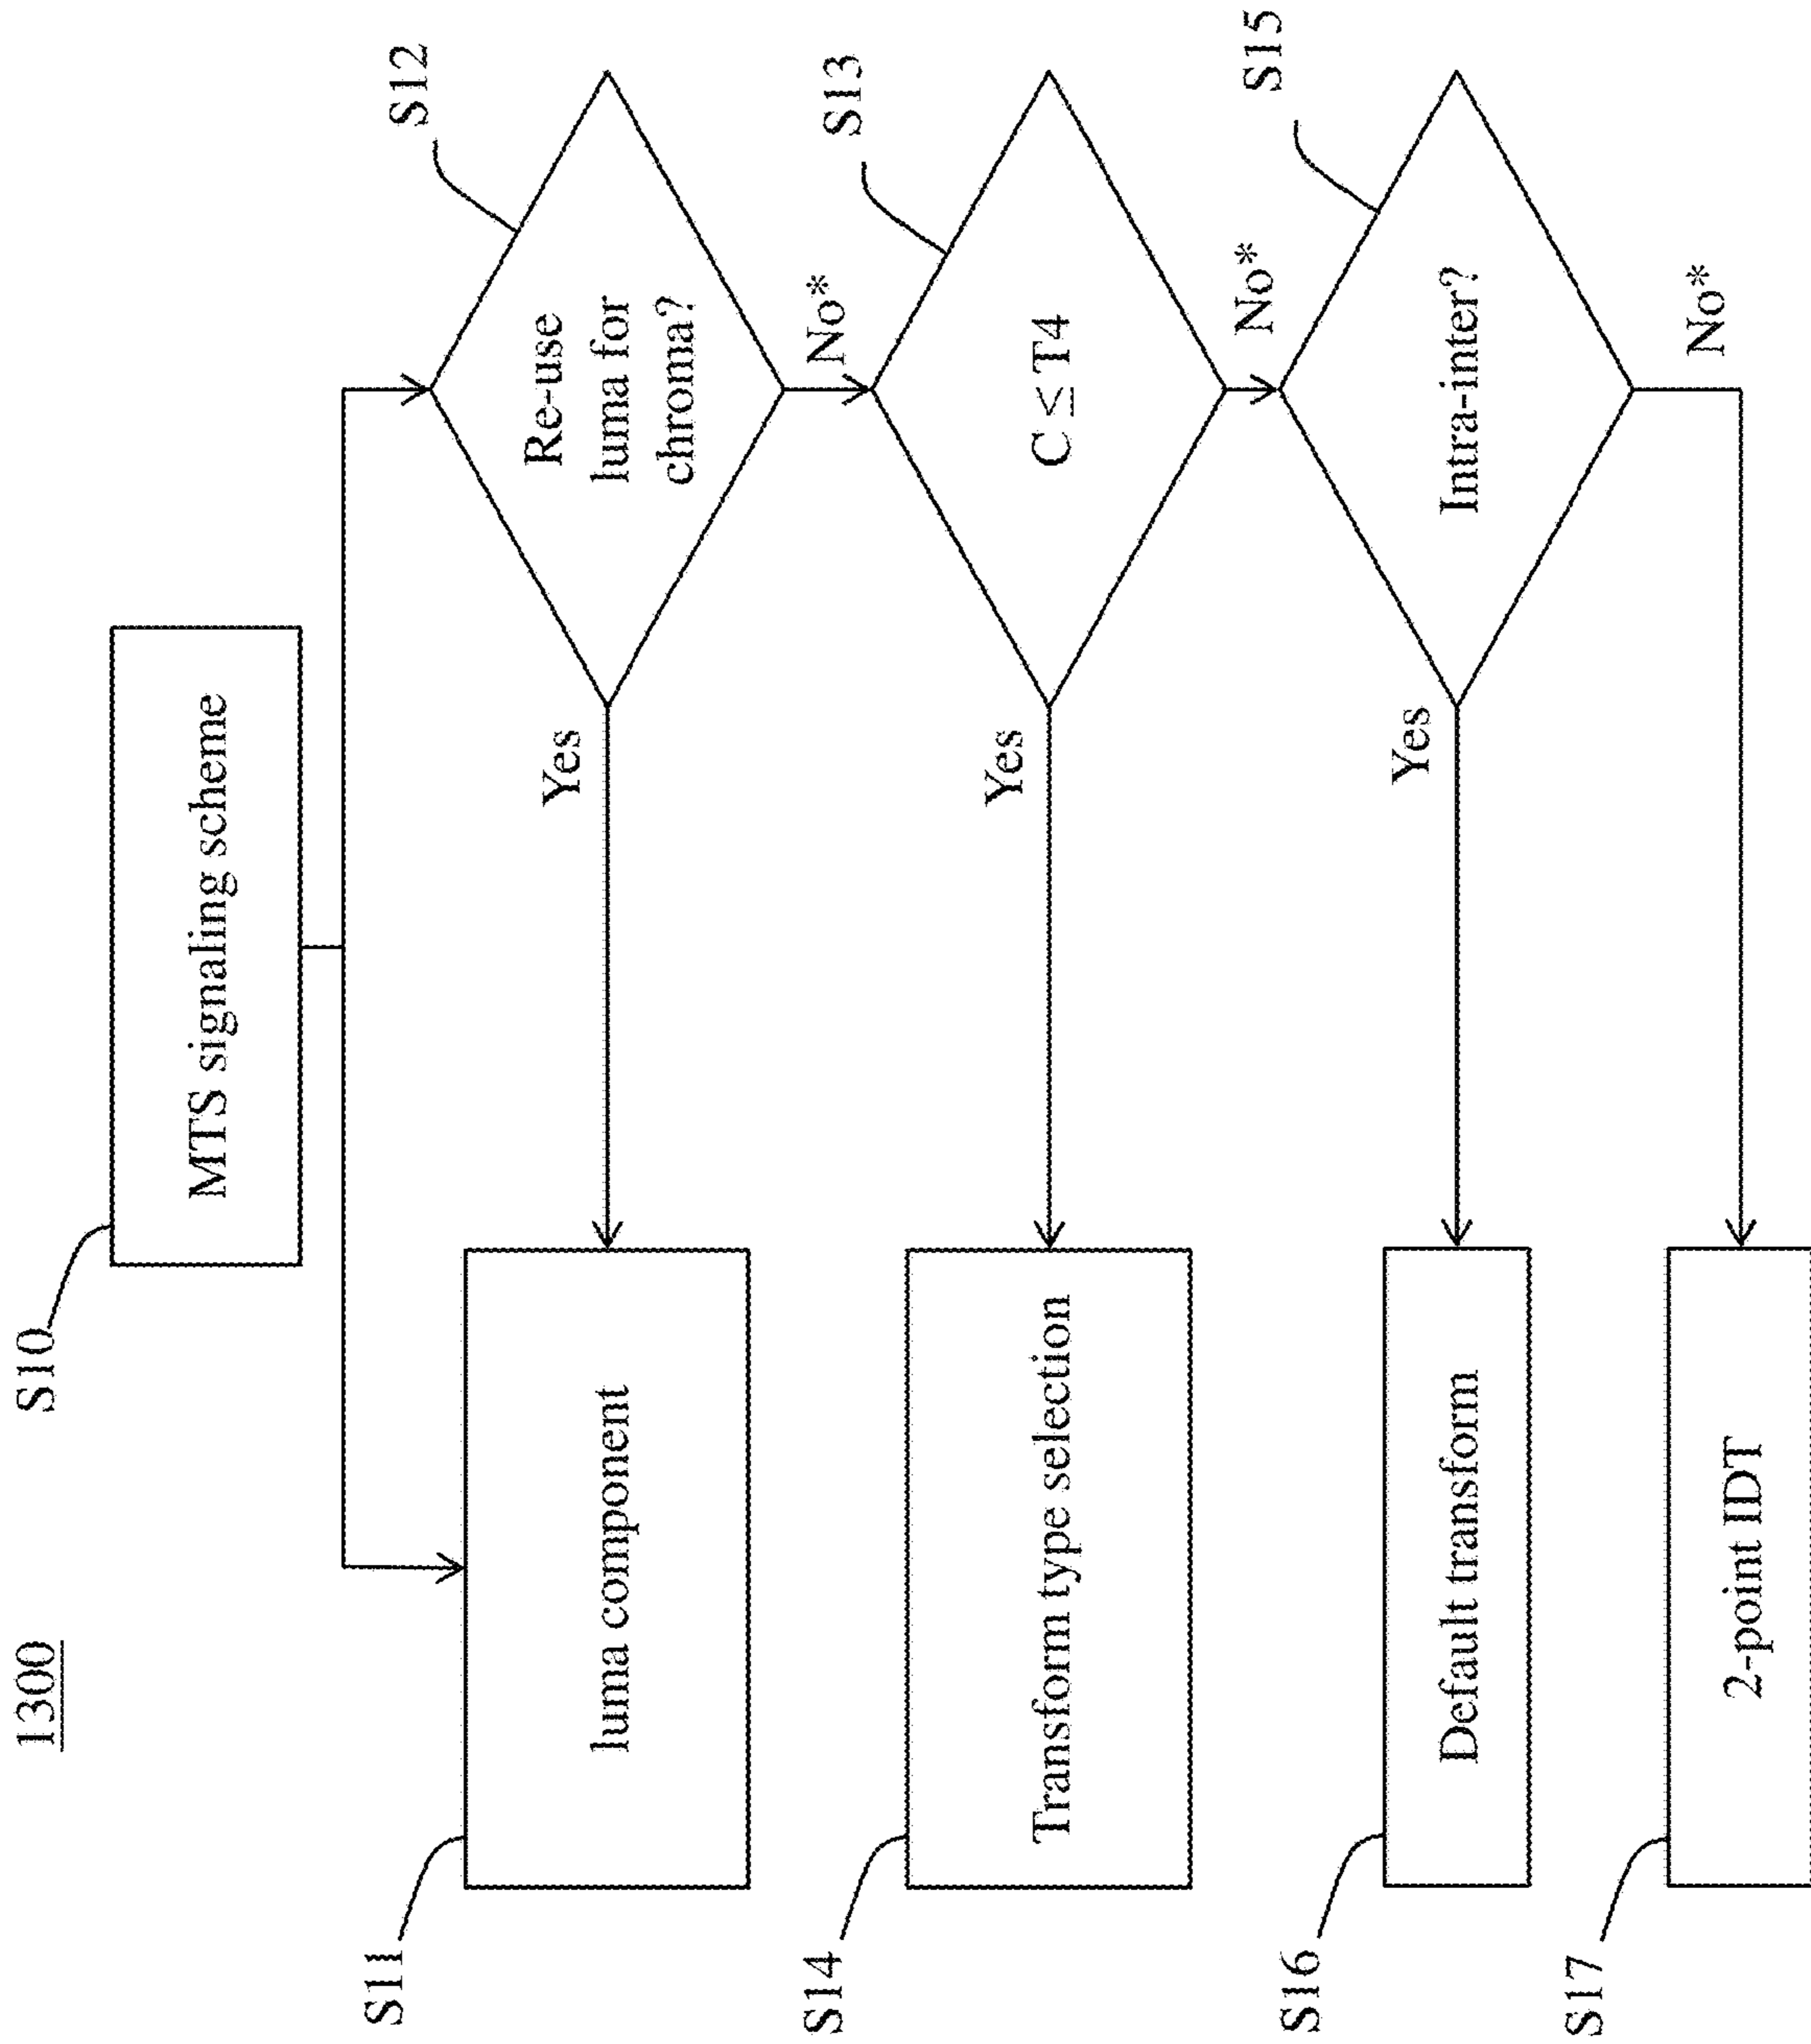 1300
S10
MTS signaling scheme
S11
luma component
S12
Re-use
luma for
chroma?
Yes
No*
S13
C ≤ T4
S14
Transform type selection
Yes
No*
S15
Intra-inter?
S16
Default transform
Yes
No*
S17
2-point IDT